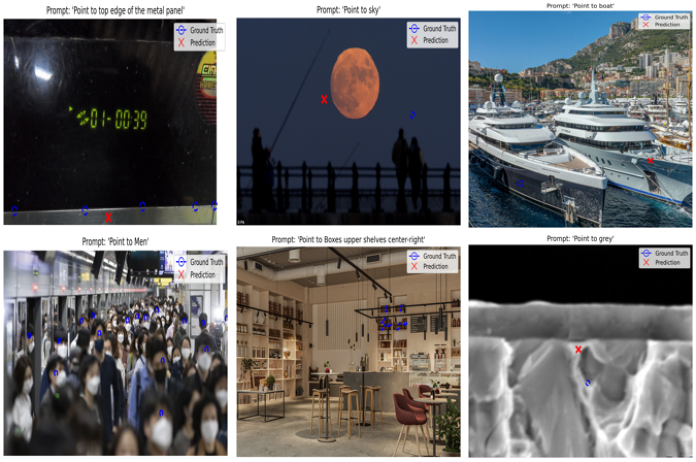 Prompt: 'Point to top edge of the metal panel'
Ground Truth
Prediction
01-00:39
Prompt: 'Point to sky'
Ground Truth
Prediction
Prompt: 'Point to boat'
Ground Truth
Prediction
Prompt: 'Point to Men'
Ground Truth
Prediction
Prompt: 'Point to Boxes upper shelves center-right'
Ground Truth
Prediction
Prompt: 'Point to grey'
Ground Truth
Prediction